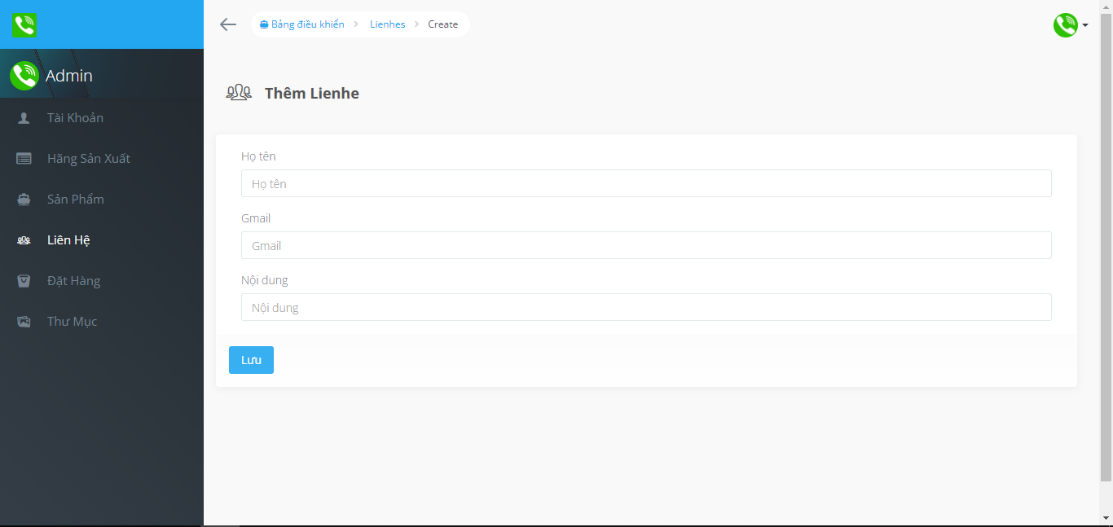 Bảng điều khiển > Lienhes > Create
Admin
Tài Khoản
Hãng Sản Xuất
Sản Phẩm
Liên Hệ
Đặt Hàng
Thư Mục
Thêm Lienhe
Họ tên
Họ tên
Gmail
Gmail
Nội dung
Nội dung
Lưu